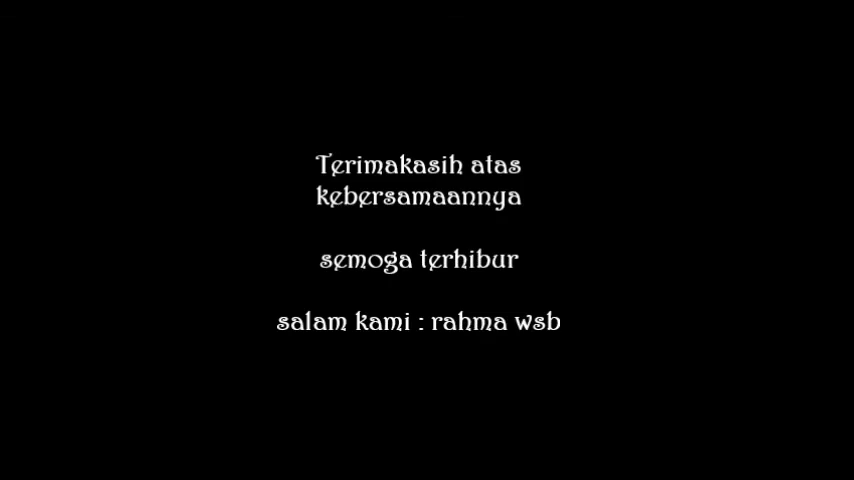 Terimakasih atas
kebersamaannya
semoga terhibur
salam kami : rahma wsb